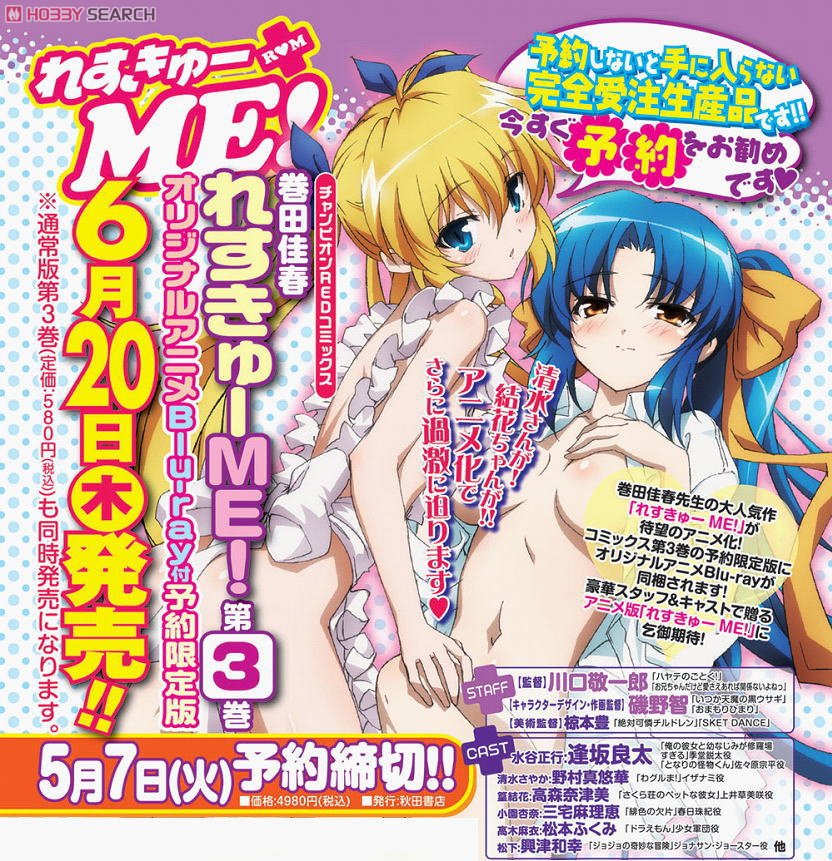 HOBBY SEARCH
れすきゅー
R♥M
ME!
予約しないと手に入らない
完全受注生産品です!!
今すぐ予約をお勧め
です♥
チャンピオンREDコミックス
巻田佳春
れすきゅーME!第3巻
オリジナルアニメBlu-ray付予約限定版
6月20日木発売!!
※通常版第3巻(定価:580円(税込))も同時発売になります。
清水さんが!
結花ちゃんが!!
アニメ化で
さらに過激に迫ります♥
巻田佳春先生の大人気作
「れすきゅー ME!」が
待望のアニメ化!
コミックス第3巻の予約限定版に
オリジナルアニメBlu-rayが
同梱されます!
豪華スタッフ&キャストで贈る
アニメ版「れすきゅー ME!」に
乞御期待!
5月7日(火)予約締切!!
■価格:4980円(税込) ■発行:秋田書店
STAFF
【監督】川口敬一郎「ハヤテのごとく!」
「お兄ちゃんだけど愛さえあれば関係ないよねっ」
【キャラクターデザイン・作画監督】磯野智「いつか天魔の黒ウサギ」
「おまもりひまり」
【美術監督】椋本豊「絶対可憐チルドレン」「SKET DANCE」
CAST
水谷正行:逢坂良太「俺の彼女と幼なじみが修羅場
すぎる」季堂鋭太役
「となりの怪物くん」佐々原宗平役
清水さやか:野村真悠華「わグルま!」イザナミ役
篁結花:高森奈津美「さくら荘のペットな彼女」上井草美咲役
小園杏奈:三宅麻理恵「緋色の欠片」春日珠紀役
高木麻衣:松本ふくみ「ドラえもん」少女軍団役
松下:興津和幸「ジョジョの奇妙な冒険」ジョナサン・ジョースター役 他